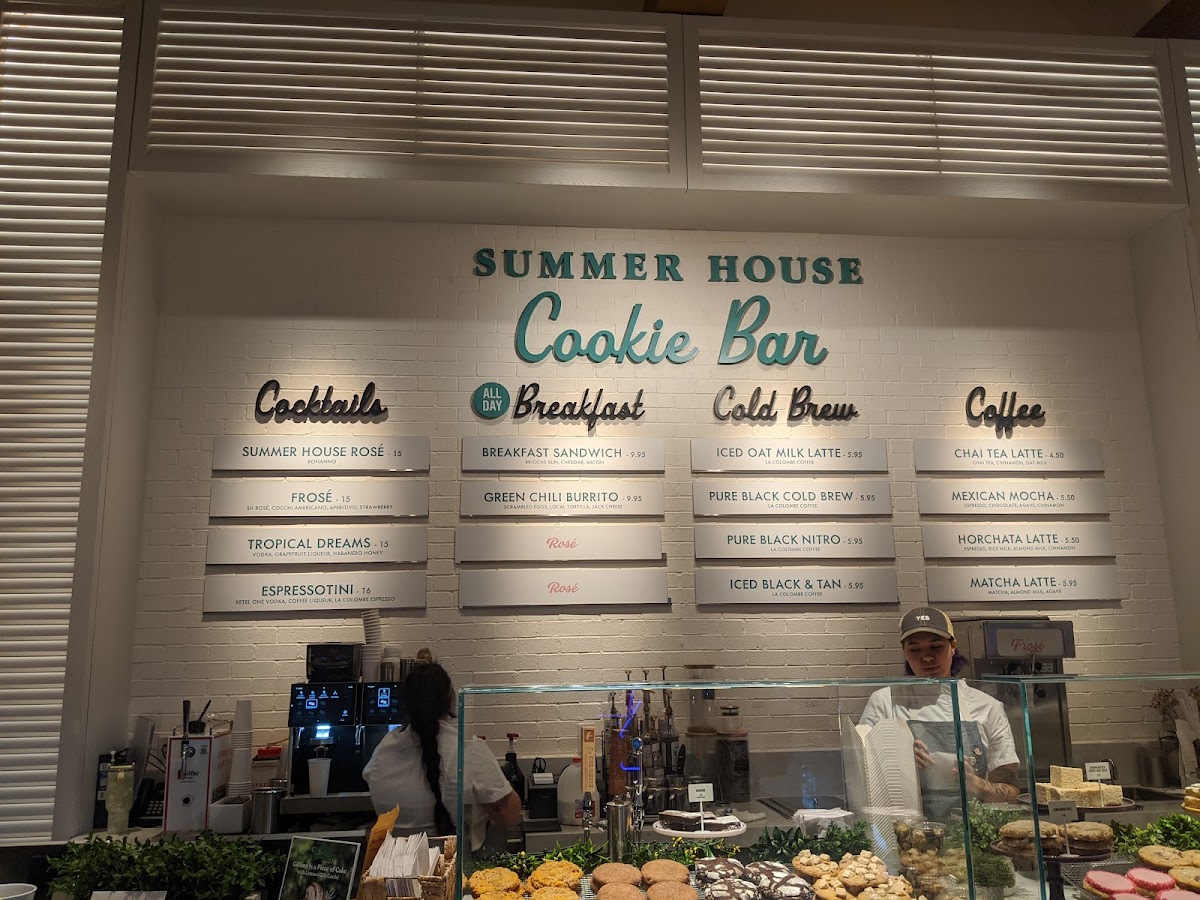 SUMMER HOUSE
Cookie Bar
Cocktails
SUMMER HOUSE ROSÉ - 15
BONANNO
FROSÉ - 15
SH ROSÉ, COCCHI AMERICANO, APERITIVO, STRAWBERRY
TROPICAL DREAMS - 15
VODKA, GRAPEFRUIT LIQUEUR, HABANERO HONEY
ESPRESSOTINI - 16
KETEL ONE VODKA, COFFEE LIQUEUR, LA COLOMBE ESPRESSO
ALL
DAY
Breakfast
BREAKFAST SANDWICH - 9.95
BRIOCHE BUN, CHEDDAR, BACON
GREEN CHILI BURRITO - 9.95
SCRAMBLED EGGS, LOCAL TORTILLA, JACK CHEESE
Rosé
Rosé
Cold Brew
ICED OAT MILK LATTE - 5.95
LA COLOMBE COFFEE
PURE BLACK COLD BREW - 5.95
LA COLOMBE COFFEE
PURE BLACK NITRO - 5.95
LA COLOMBE COFFEE
ICED BLACK & TAN - 5.95
LA COLOMBE COFFEE
Coffee
CHAI TEA LATTE - 4.50
CHAI TEA, CINNAMON, OAT MILK
MEXICAN MOCHA - 5.50
ESPRESSO, CHOCOLATE, AGAVE, CINNAMON
HORCHATA LATTE - 5.50
ESPRESSO, RICE MILK, ALMOND MILK, CINNAMON
MATCHA LATTE - 5.95
MATCHA, ALMOND MILK, AGAVE
YES
Frosé
Gifting is a Piece of Cake